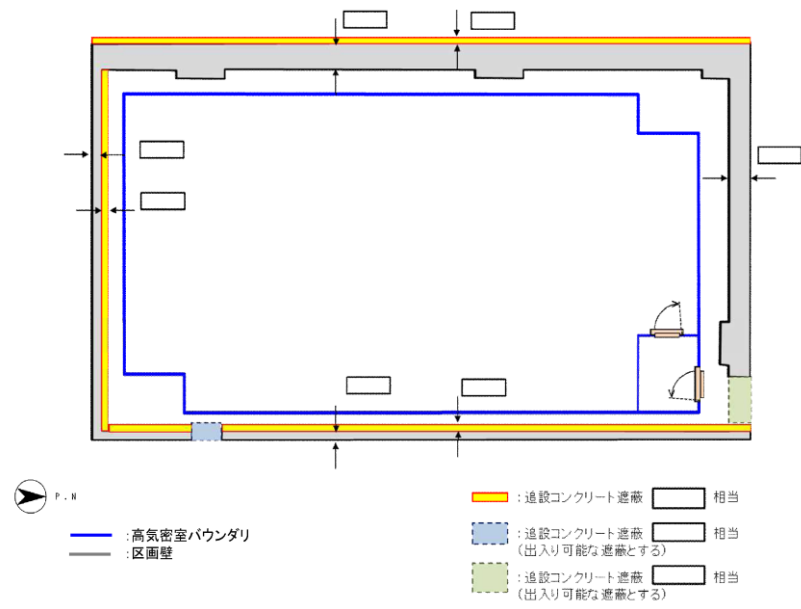 P.N
:高気密室バウンダリ
:区画壁
:追設コンクリート遮蔽 相当
:追設コンクリート遮蔽 相当
(出入り可能な遮蔽とする)
:追設コンクリート遮蔽 相当
(出入り可能な遮蔽とする)